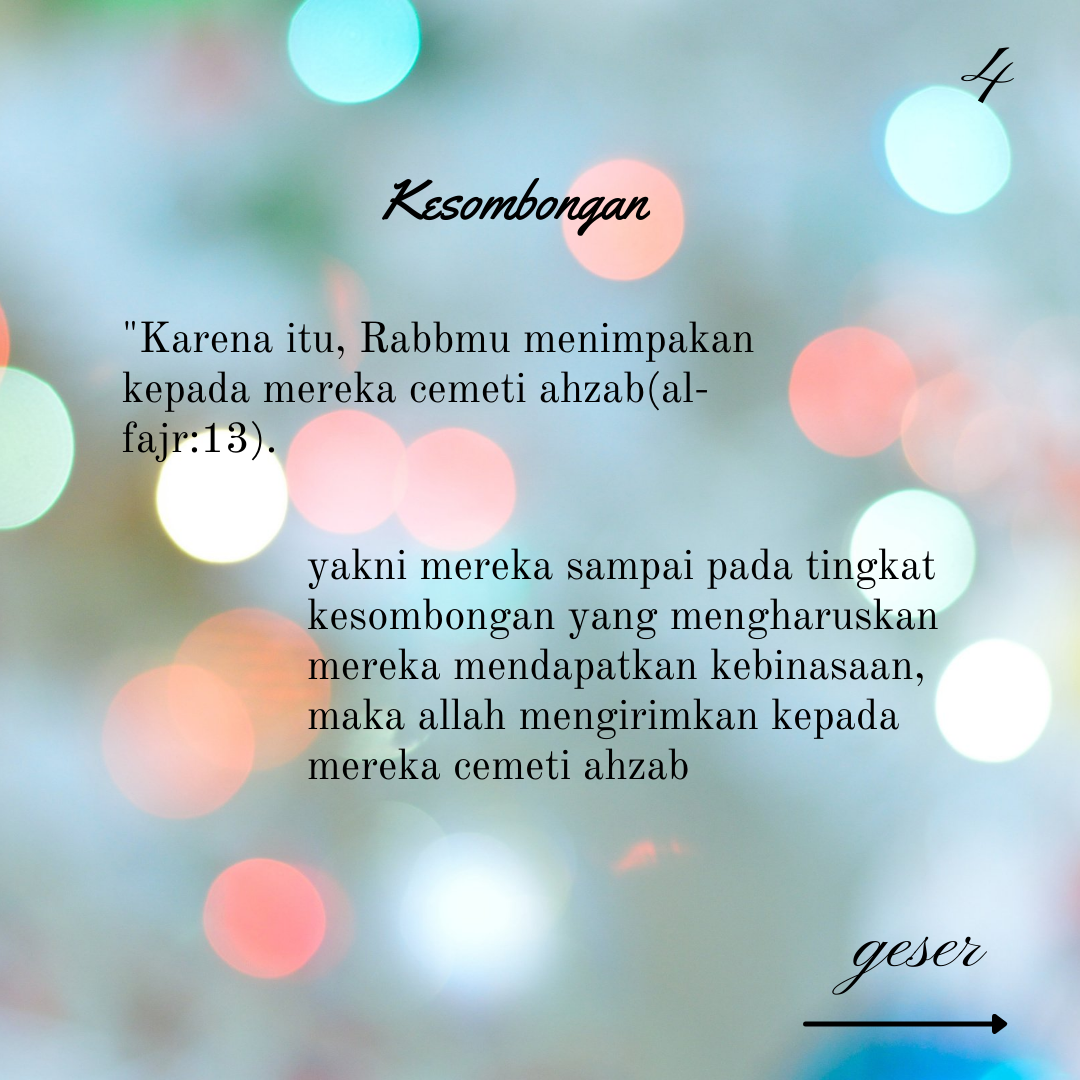 4
Kesombongan
"Karena itu, Rabbmu menimpakan
kepada mereka cemeti ahzab(al-
fajr:13).
yakni mereka sampai pada tingkat
kesombongan yang mengharuskan
mereka mendapatkan kebinasaan,
maka allah mengirimkan kepada
mereka cemeti ahzab
geser